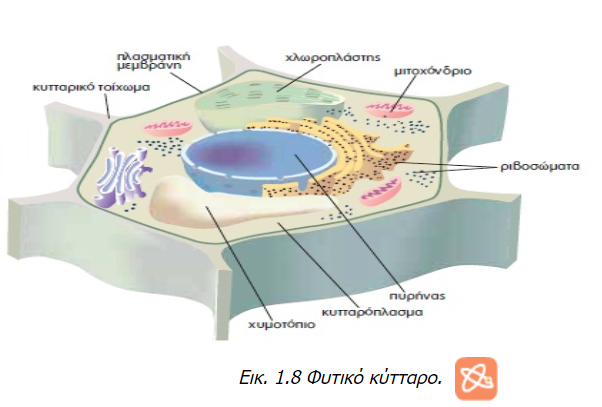 πλασματική
μεμβράνη
χλωροπλάστης
μιτοχόνδριο
κυτταρικό τοίχωμα
ριβοσώματα
πυρήνας
κυτταρόπλασμα
χυμοτόπιο
Εικ. 1.8 Φυτικό κύτταρο.